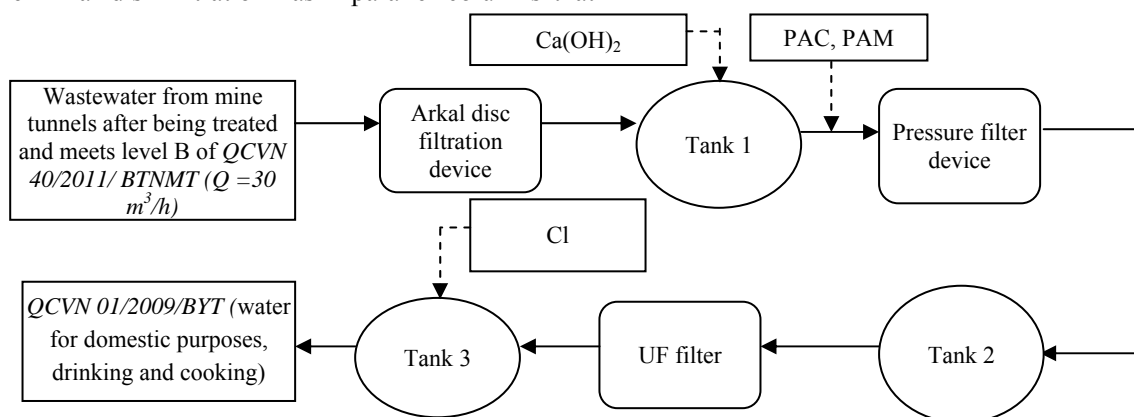 Ca(OH)2
PAC, PAM
Wastewater from mine
tunnels after being treated
and meets level B of QCVN
40/2011/ BTNMT (Q =30
m3/h)
Arkal disc
filtration
device
Tank 1
Pressure filter
device
Cl
QCVN 01/2009/BYT (water
for domestic purposes,
drinking and cooking)
Tank 3
UF filter
Tank 2